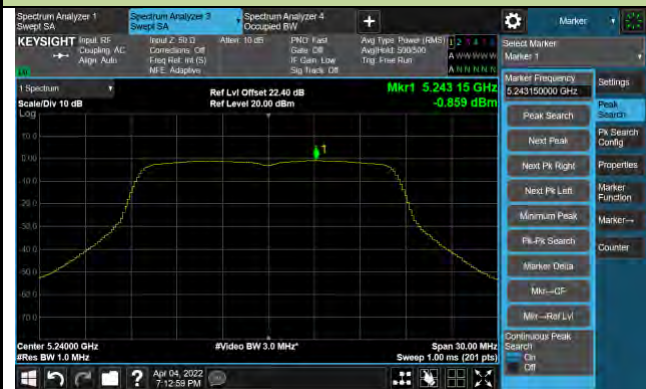 Spectrum Analyzer 1
Swept SA
Spectrum Analyzer 3
Swept SA
Spectrum Analyzer 4
Occupied BW
+
Marker
KEYSIGHT
Input: RF
Coupling: AC
Align: Auto
Input Z: 50 Ω
Corrections: Off
Freq Ref: Int (S)
NFE: Adaptive
Atten: 10 dB
PNO: Fast
Gate: Off
IF Gain: Low
Sig Track: Off
Avg Type: Power (RMS)
Avg|Hold: 500/500
Trig: Free Run
1 2 3 4 5 6
A W W W W W
A N N N N N
Select Marker
Marker 1
1 Spectrum
Scale/Div 10 dB
Log
Ref Lvl Offset 22.40 dB
Ref Level 20.00 dBm
Mkr1 5.243 15 GHz
-0.859 dBm
10.0
0.00
-10.0
-20.0
-30.0
-40.0
-50.0
-60.0
-70.0
1
Center 5.24000 GHz
#Res BW 1.0 MHz
#Video BW 3.0 MHz*
Span 30.00 MHz
Sweep 1.00 ms (201 pts)
Marker Frequency
5.243150000 GHz
Peak Search
Next Peak
Next Pk Right
Next Pk Left
Minimum Peak
Pk-Pk Search
Marker Delta
Mkr→CF
Mkr→Ref Lvl
Continuous Peak
Search
On
Off
Settings
Peak
Search
Pk Search
Config
Properties
Marker
Function
Marker→
Counter
?
Apr 04, 2022
7:12:59 PM